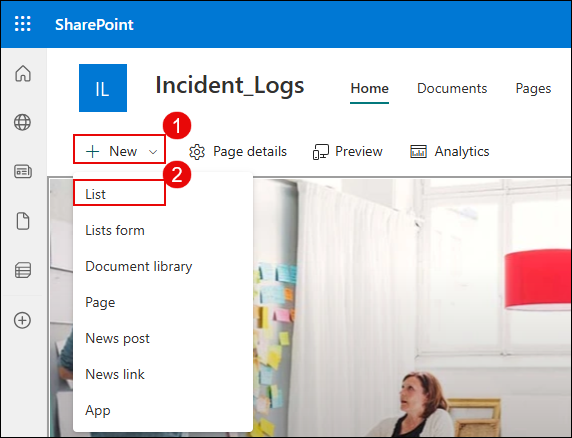 SharePoint
IL
Incident_Logs
Home
Documents
Pages
1
New
Page details
Preview
Analytics
2
List
Lists form
Document library
Page
News post
News link
App